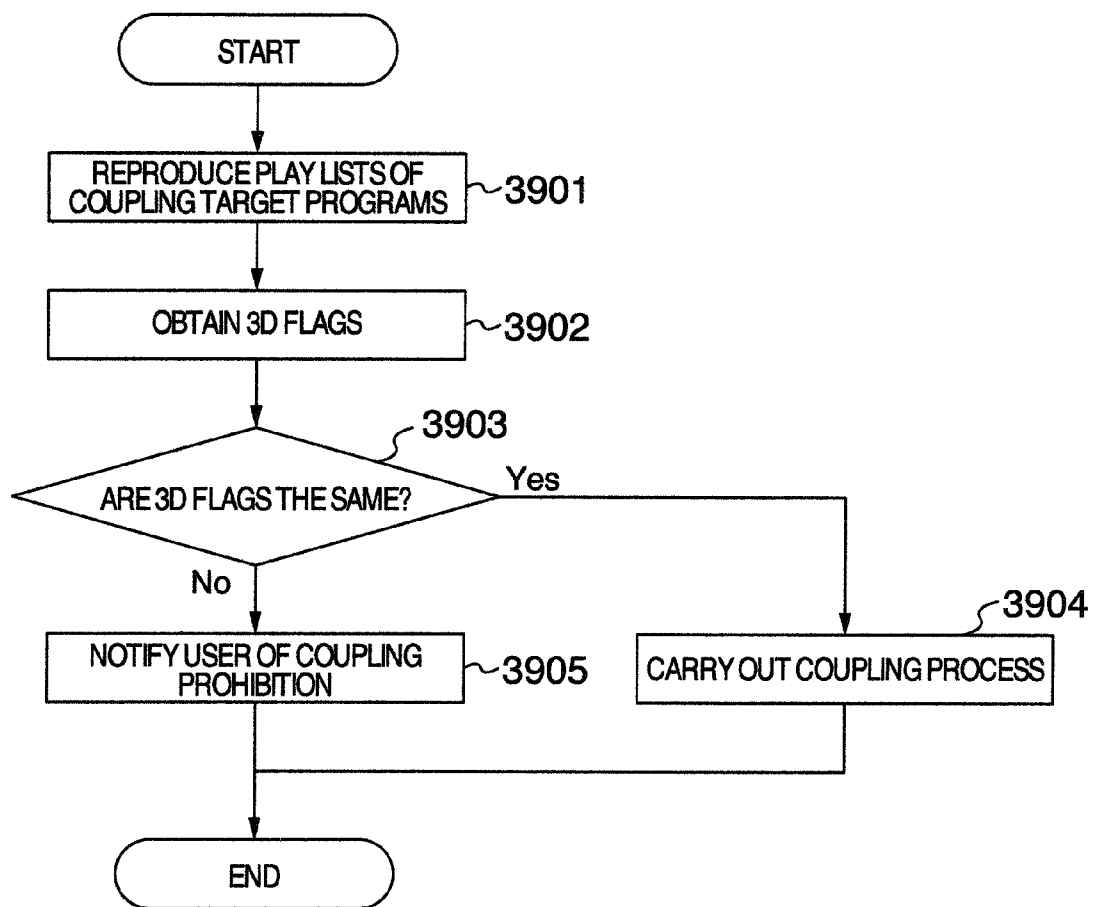 START
REPRODUCE PLAY LISTS OF
COUPLING TARGET PROGRAMS
3901
OBTAIN 3D FLAGS
3902
3903
ARE 3D FLAGS THE SAME?
Yes
No
3904
NOTIFY USER OF COUPLING
PROHIBITION
3905
CARRY OUT COUPLING PROCESS
END